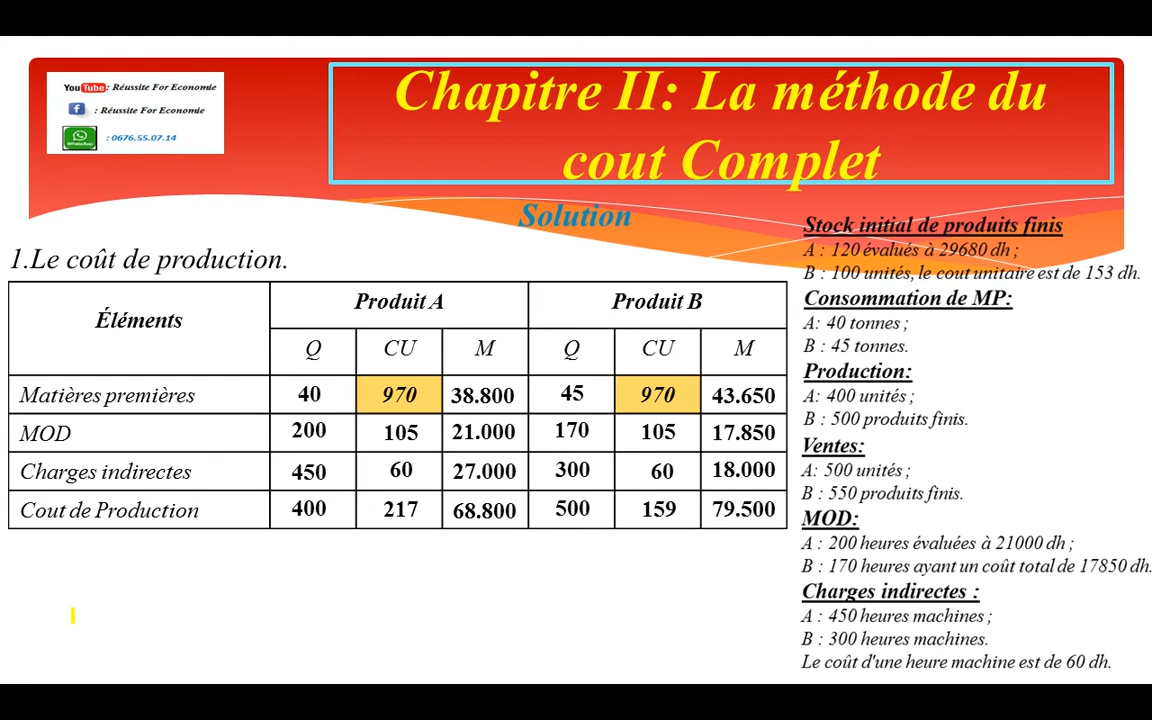 You Tube : Réussite For Economie
f : Réussite For Economie
WhatsApp : 0676.55.07.14
Chapitre II: La méthode du
cout Complet
Solution
1.Le coût de production.
Éléments Produit A Produit B
Q CU M Q CU M
Matières premières 40 970 38.800 45 970 43.650
MOD 200 105 21.000 170 105 17.850
Charges indirectes 450 60 27.000 300 60 18.000
Cout de Production 400 217 68.800 500 159 79.500
Stock initial de produits finis
A : 120 évalués à 29680 dh ;
B : 100 unités, le cout unitaire est de 153 dh.
Consommation de MP:
A: 40 tonnes ;
B : 45 tonnes.
Production:
A: 400 unités ;
B : 500 produits finis.
Ventes:
A: 500 unités ;
B : 550 produits finis.
MOD:
A : 200 heures évaluées à 21000 dh ;
B : 170 heures ayant un coût total de 17850 dh.
Charges indirectes :
A : 450 heures machines ;
B : 300 heures machines.
Le coût d'une heure machine est de 60 dh.